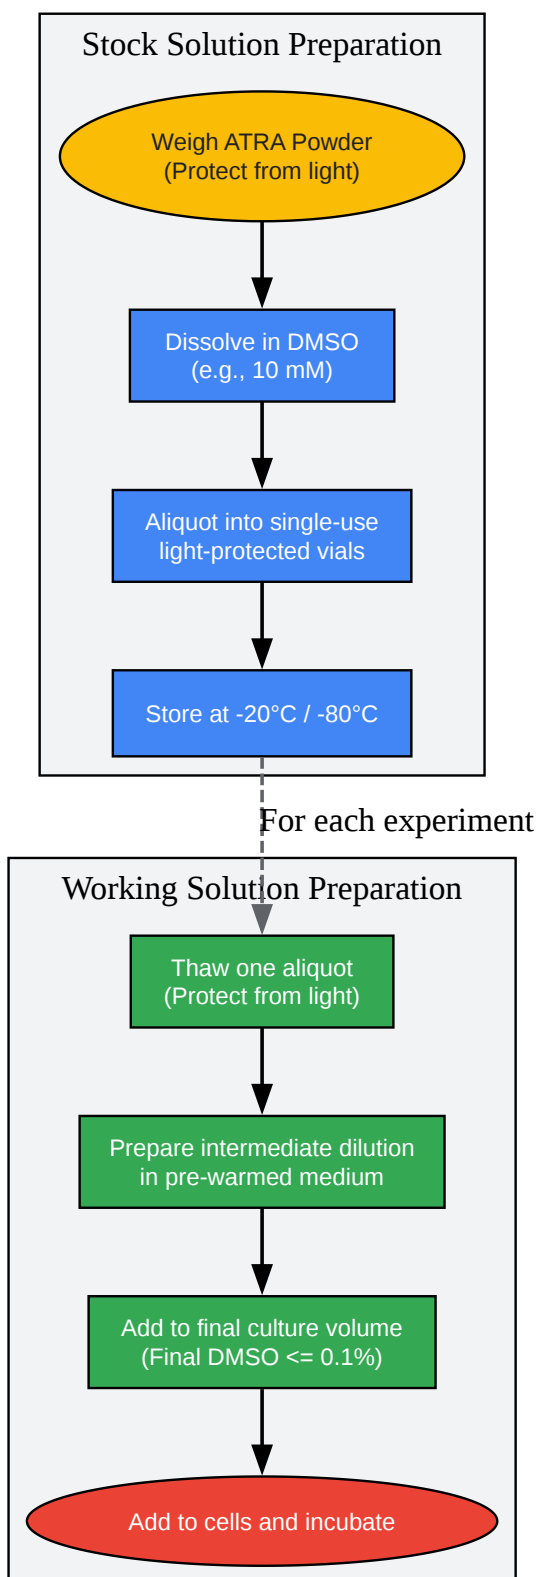 Stock Solution Preparation
Weigh ATRA Powder
(Protect from light)
Dissolve in DMSO
(e.g., 10 mM)
Aliquot into single-use
light-protected vials
Store at -20°C / -80°C
For each experiment
Working Solution Preparation
Thaw one aliquot
(Protect from light)
Prepare intermediate dilution
in pre-warmed medium
Add to final culture volume
(Final DMSO <= 0.1%)
Add to cells and incubate